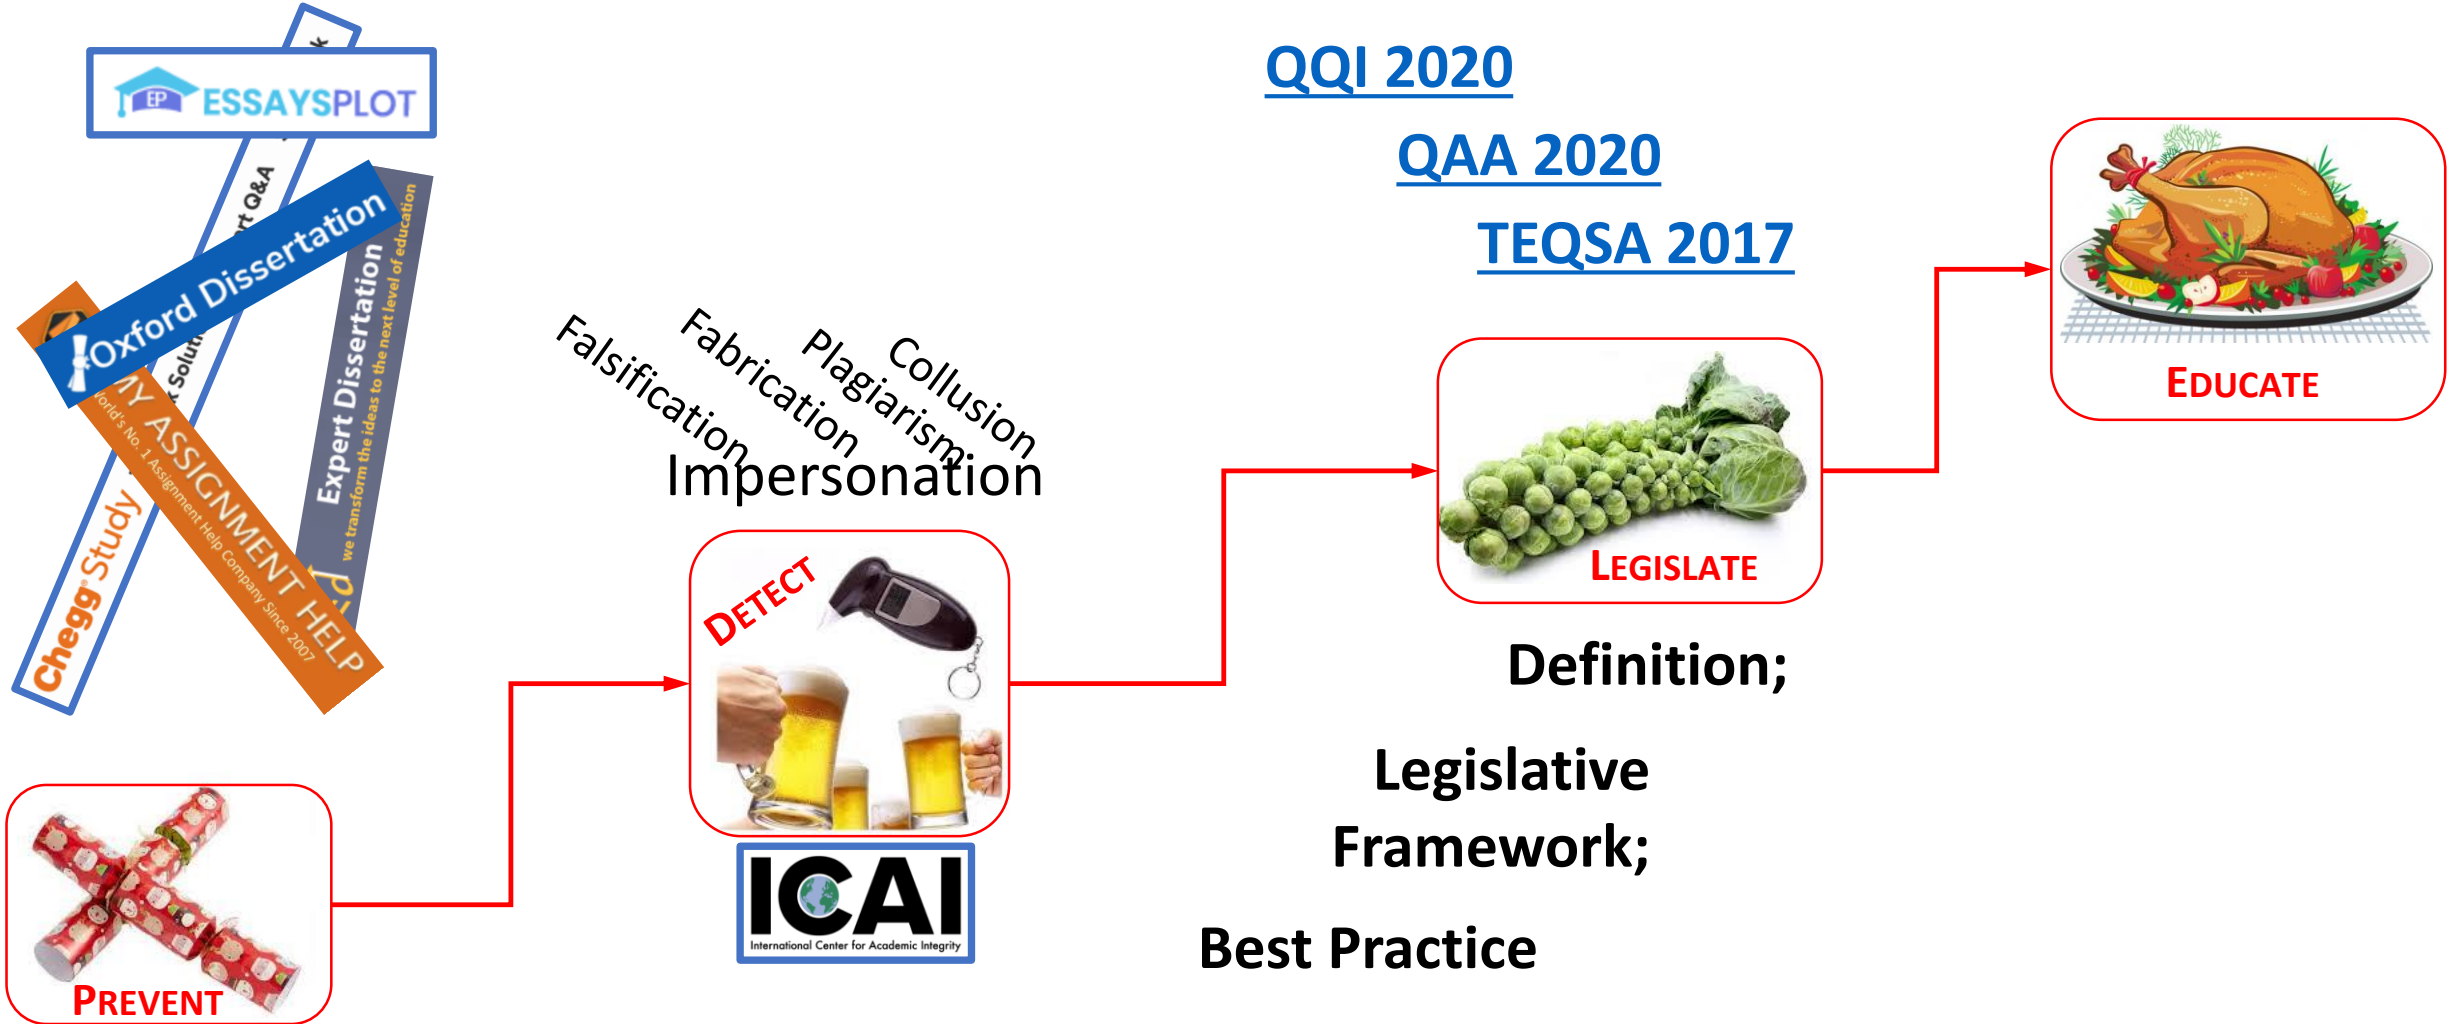 EP ESSAYSPLOT
Oxford Dissertation
Expert Dissertation
we transform the ideas to the next level of education
Chegg Study
rt Q&A
k
MY ASSIGNMENT HELP
World's No. 1 Assignment Help Company Since 2007
PREVENT
Falsification
Fabrication
Plagiarism
Collusion
Impersonation
DETECT
ICAI
International Center for Academic Integrity
QQI 2020
QAA 2020
TEQSA 2017
LEGISLATE
Definition;
Legislative
Framework;
Best Practice
EDUCATE